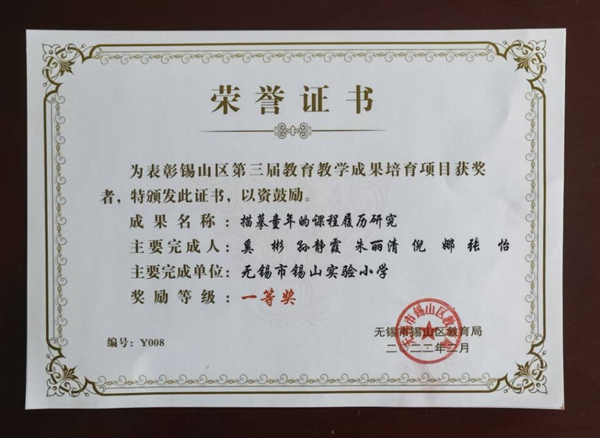 荣誉证书
为表彰锡山区第三届教育教学成果培育项目获奖
者，特颁发此证书，以资鼓励。
成果名称：描摹童年的课程履历研究
主要完成人：奚 彬 孙静霞 朱丽清 倪 娜 张 怡
主要完成单位：无锡市锡山实验小学
奖励等级：一等奖
无锡市锡山区教育局
编号：Y008
二〇二二年二月